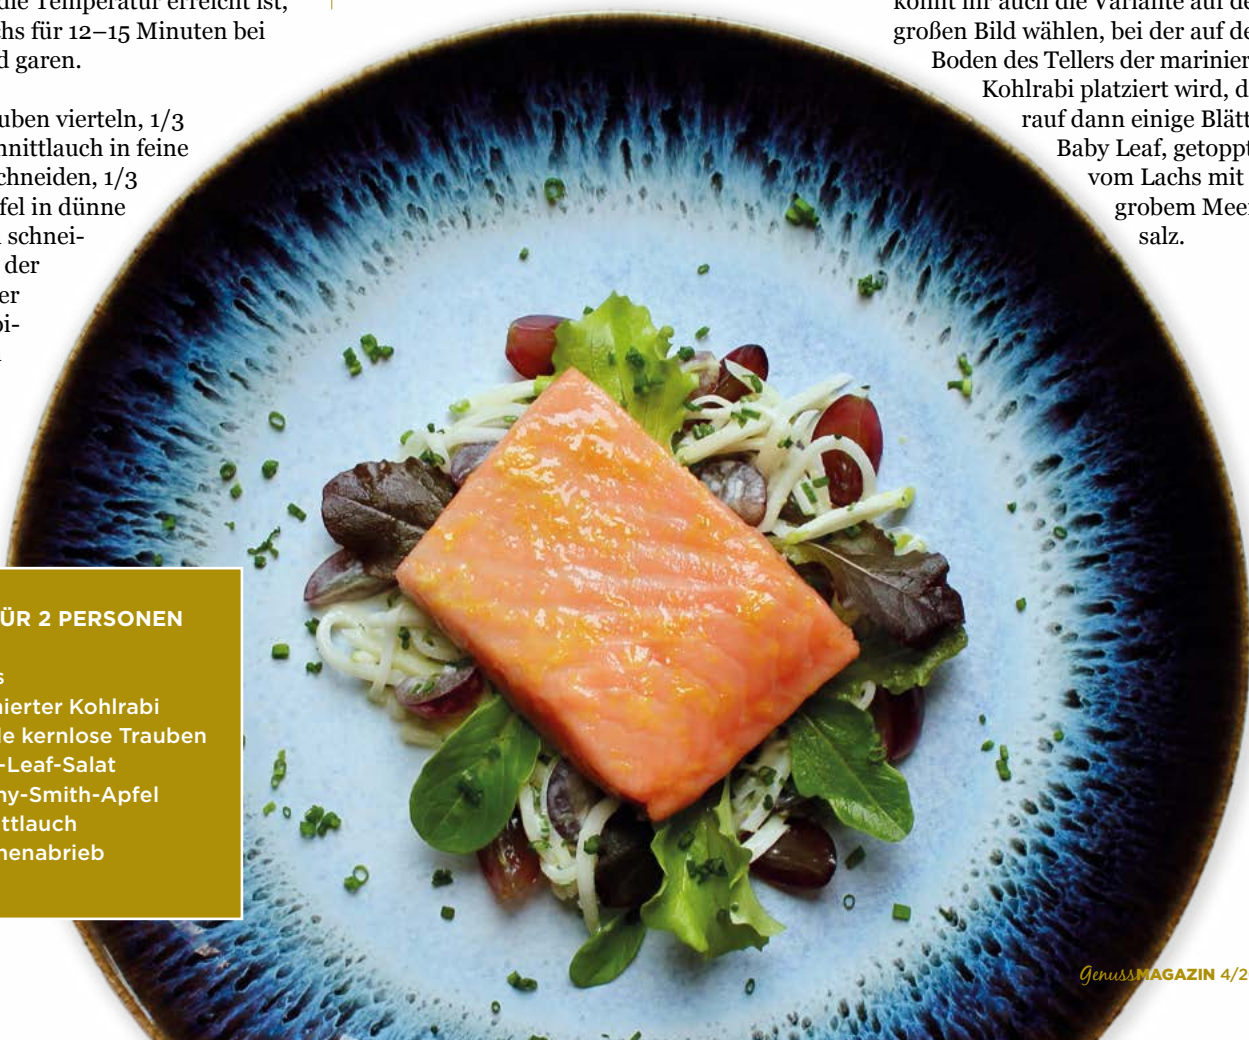 die Temperatur erreicht ist,
chs für 12–15 Minuten bei
d garen.
uben vierteln, 1/3
hnittlauch in feine
chneiden, 1/3
fel in dünne
schnei-
der
er
bi-
könnt ihr auch die Variante auf de
großen Bild wählen, bei der auf de
Boden des Tellers der marinier
Kohlrabi platziert wird, d
rauf dann einige Blätt
Baby Leaf, getoppt
vom Lachs mit
grobem Meer
salz.
ÜR 2 PERSONEN
s
nierter Kohlrabi
le kernlose Trauben
-Leaf-Salat
ny-Smith-Apfel
ttlauch
nenabrieb
GenussMAGAZIN 4/2